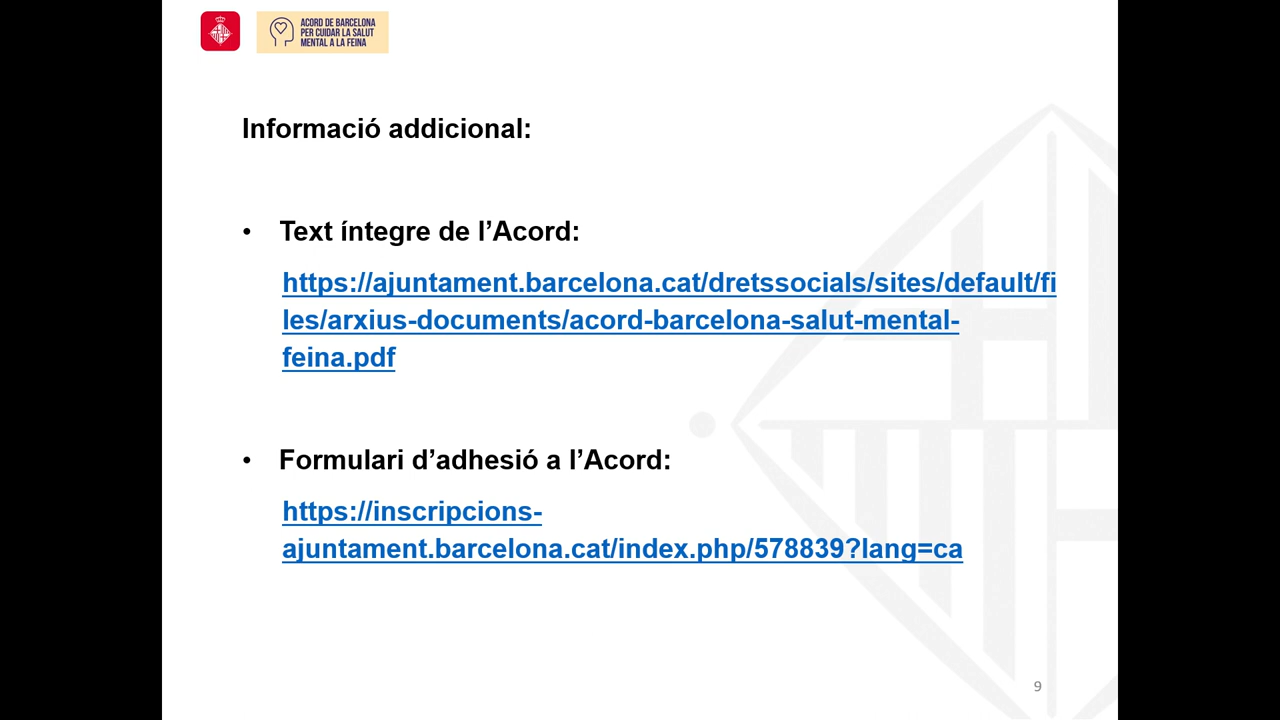 ACORD DE BARCELONA
PER CUIDAR LA SALUT
MENTAL A LA FEINA
Informació addicional:
• Text íntegre de l’Acord:
https://ajuntament.barcelona.cat/dretssocials/sites/default/fi
les/arxius-documents/acord-barcelona-salut-mental-
feina.pdf
• Formulari d’adhesió a l’Acord:
https://inscripcions-
ajuntament.barcelona.cat/index.php/578839?lang=ca
9